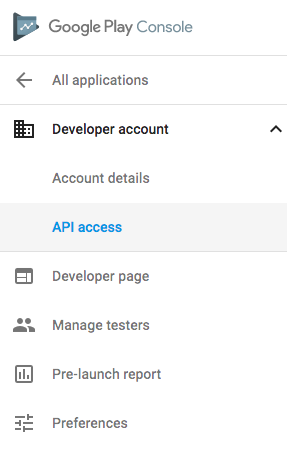 Google Play Console
All applications
Developer account
Account details
API access
Developer page
Manage testers
Pre-launch report
Preferences